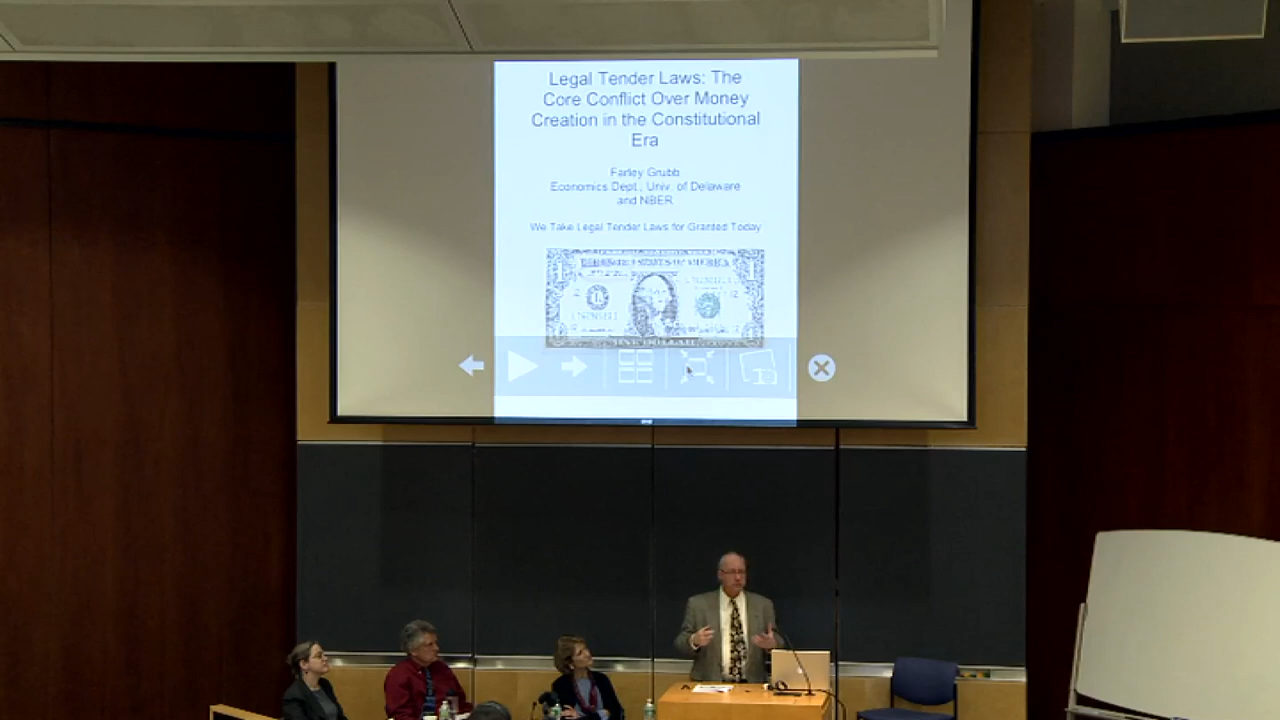 Legal Tender Laws: The
Core Conflict Over Money
Creation in the Constitutional
Era
Farley Grubb
Economics Dept., Univ. of Delaware
and NBER
We Take Legal Tender Laws for Granted Today